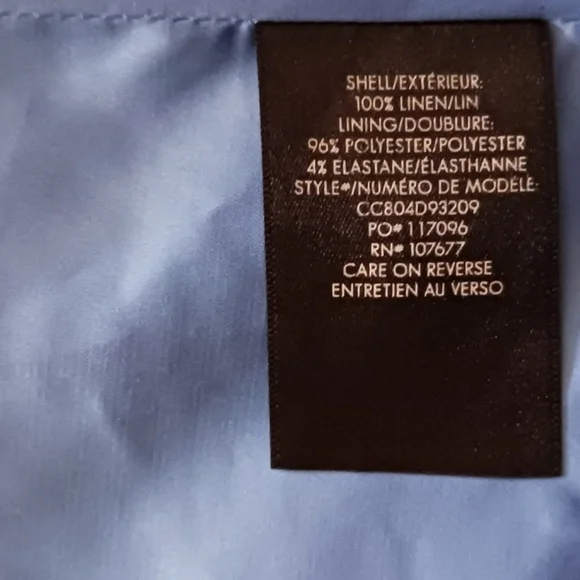 SHELL/EXTÉRIEUR:
100% LINEN/LIN
LINING/DOUBLURE:
96% POLYESTER/POLYESTER
4% ELASTANE/ÉLASTHANNE
STYLE#/NUMÉRO DE MODÈLE:
CC804D93209
PO# 117096
RN# 107677
CARE ON REVERSE
ENTRETIEN AU VERSO